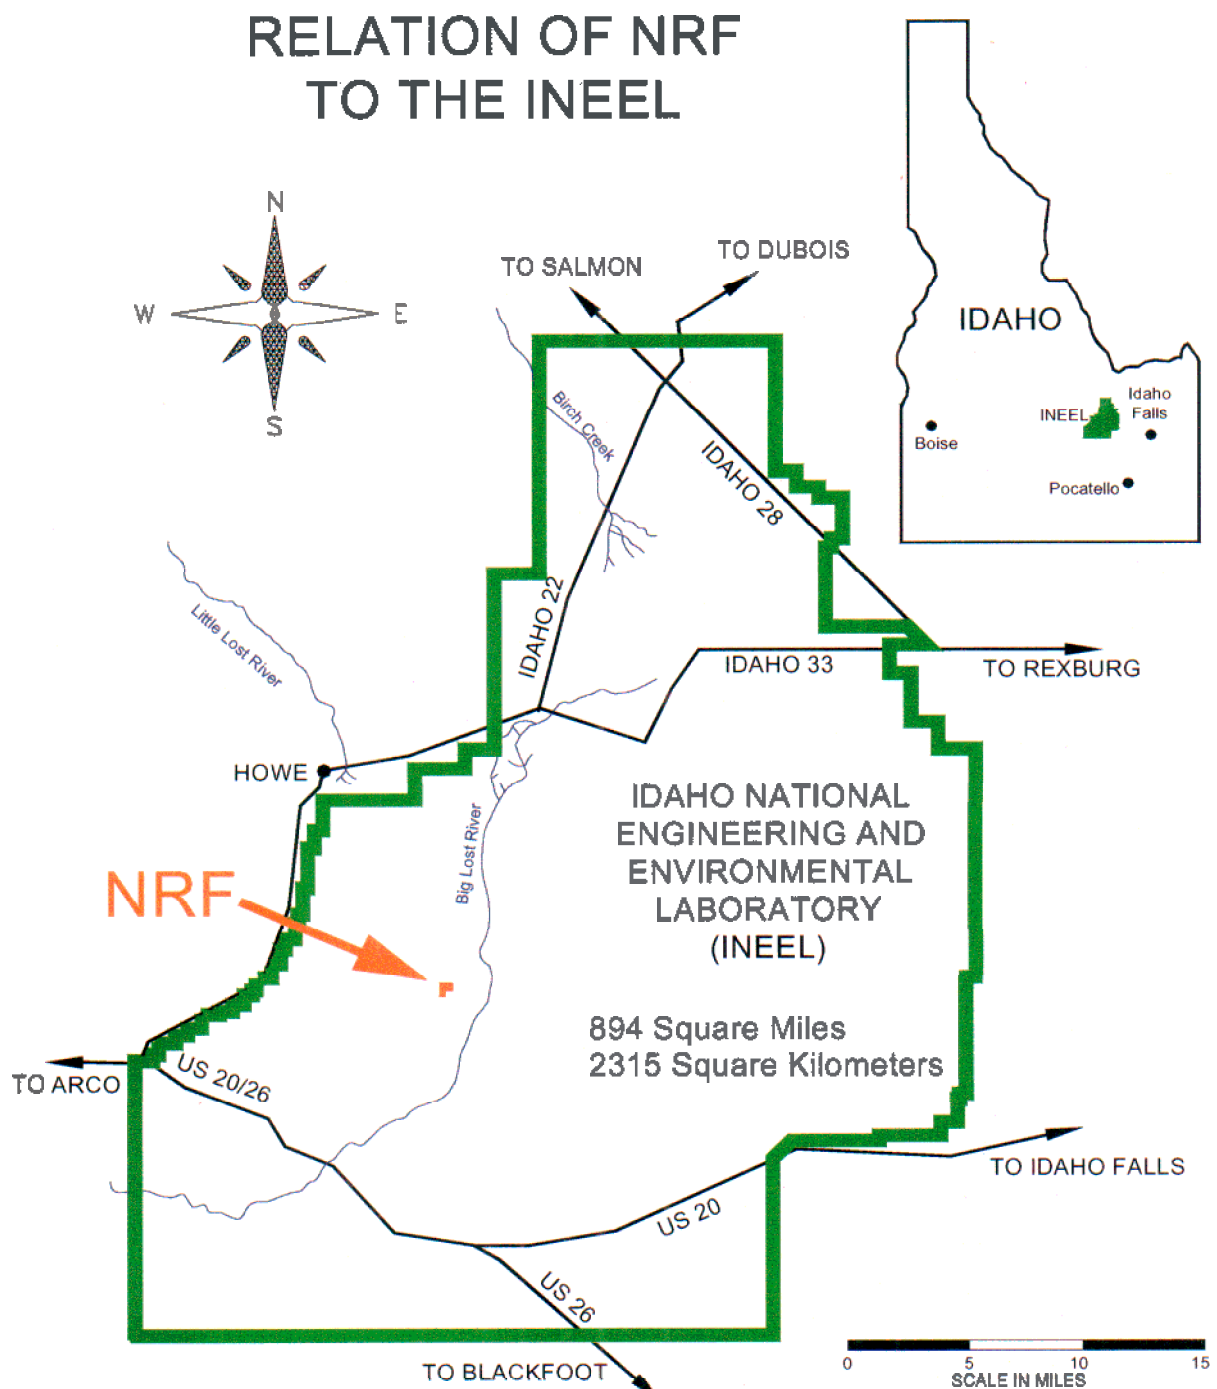 RELATION OF NRF
TO THE INEEL
N
W
E
S
TO SALMON
TO DUBOIS
IDAHO
INEEL
Idaho
Falls
Boise
Pocatello
Birch Creek
IDAHO 28
Little Lost River
IDAHO 22
IDAHO 33
TO REXBURG
HOWE
Big Lost River
IDAHO NATIONAL
ENGINEERING AND
ENVIRONMENTAL
LABORATORY
(INEEL)
NRF
894 Square Miles
2315 Square Kilometers
TO ARCO
US 20/26
TO IDAHO FALLS
US 20
US 26
TO BLACKFOOT
0 5 10 15
SCALE IN MILES